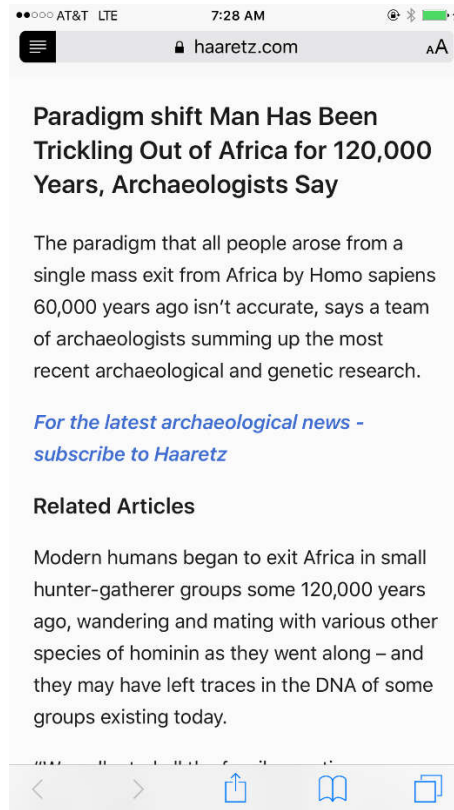 AT&T LTE 7:28 AM
haaretz.com AA
Paradigm shift Man Has Been
Trickling Out of Africa for 120,000
Years, Archaeologists Say
The paradigm that all people arose from a
single mass exit from Africa by Homo sapiens
60,000 years ago isn’t accurate, says a team
of archaeologists summing up the most
recent archaeological and genetic research.
For the latest archaeological news -
subscribe to Haaretz
Related Articles
Modern humans began to exit Africa in small
hunter-gatherer groups some 120,000 years
ago, wandering and mating with various other
species of hominin as they went along – and
they may have left traces in the DNA of some
groups existing today.